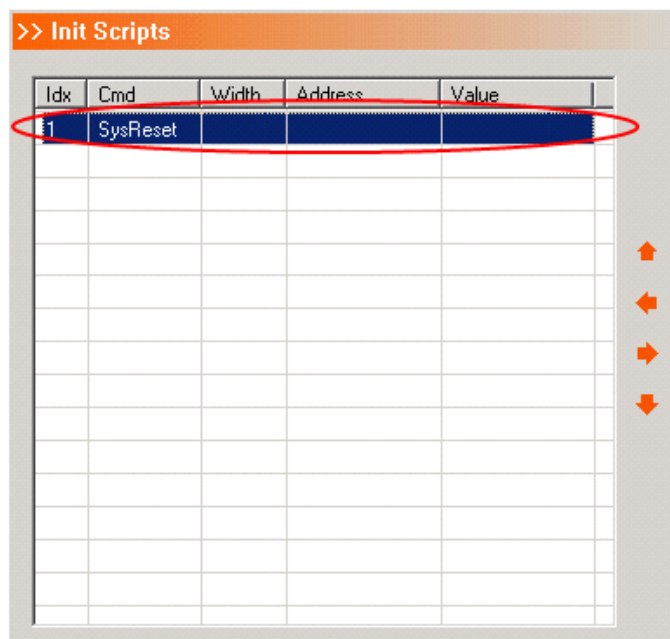 >> Init Scripts
Idx Cmd Width Address Value
1 SysReset